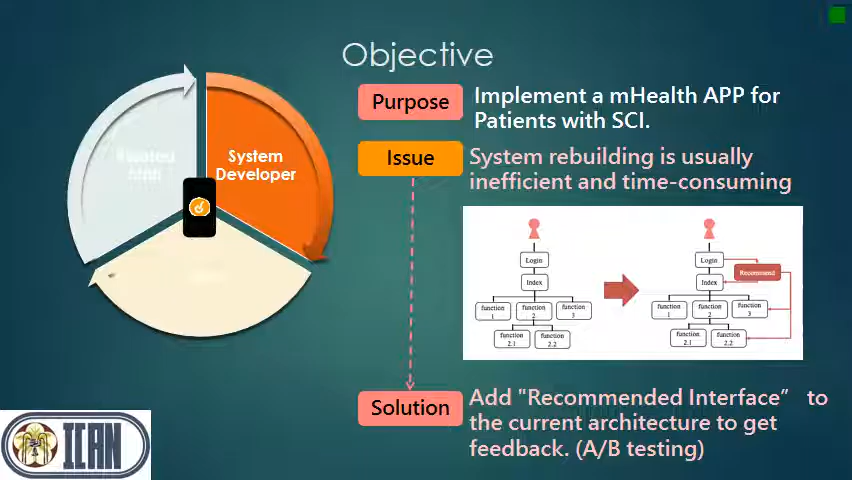 Objective
Purpose
Implement a mHealth APP for
Patients with SCI.
System
Developer
Issue
System rebuilding is usually
inefficient and time-consuming
Login
Index
function
1
function
2
function
3
function
2.1
function
2.2
Login
Recommend
Index
function
1
function
2
function
3
function
2.1
function
2.2
Solution
Add "Recommended Interface” to
the current architecture to get
feedback. (A/B testing)
ICAN